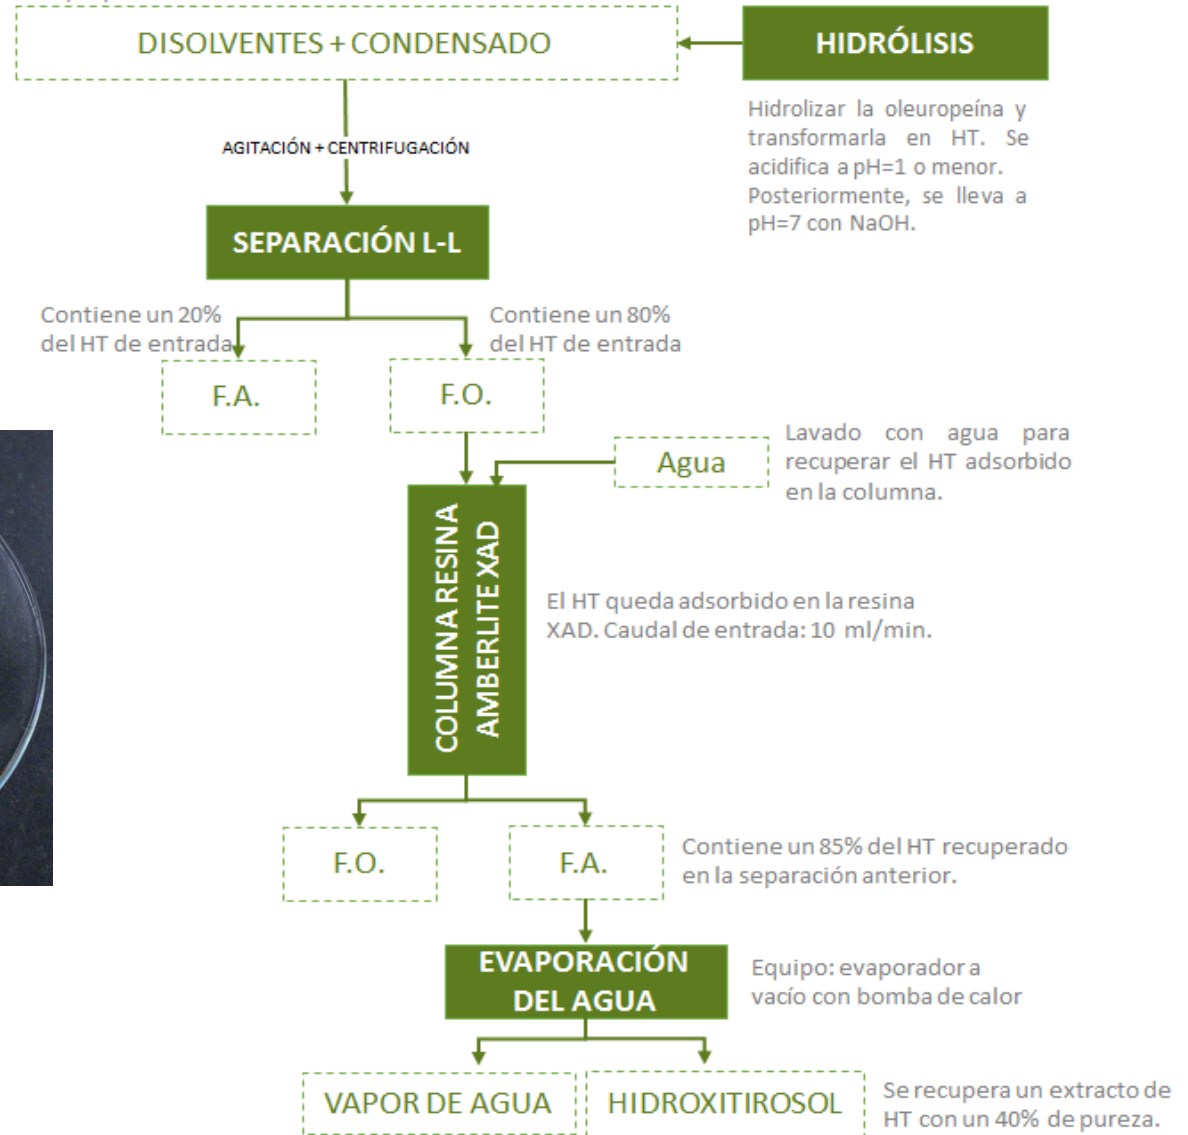 DISOLVENTES + CONDENSADO
HIDRÓLISIS
Hidrolizar la oleuropeína y
transformarla en HT. Se
acidifica a pH=1 o menor.
Posteriormente, se lleva a
pH=7 con NaOH.
AGITACIÓN + CENTRIFUGACIÓN
SEPARACIÓN L-L
Contiene un 20%
del HT de entrada
Contiene un 80%
del HT de entrada
F.A.
F.O.
Agua
Lavado con agua para
recuperar el HT adsorbido
en la columna.
COLUMNA RESINA
AMBERLITE XAD
El HT queda adsorbido en la resina
XAD. Caudal de entrada: 10 ml/min.
F.O.
F.A.
Contiene un 85% del HT recuperado
en la separación anterior.
EVAPORACIÓN
DEL AGUA
Equipo: evaporador a
vacío con bomba de calor
VAPOR DE AGUA
HIDROXITIROSOL
Se recupera un extracto de
HT con un 40% de pureza.